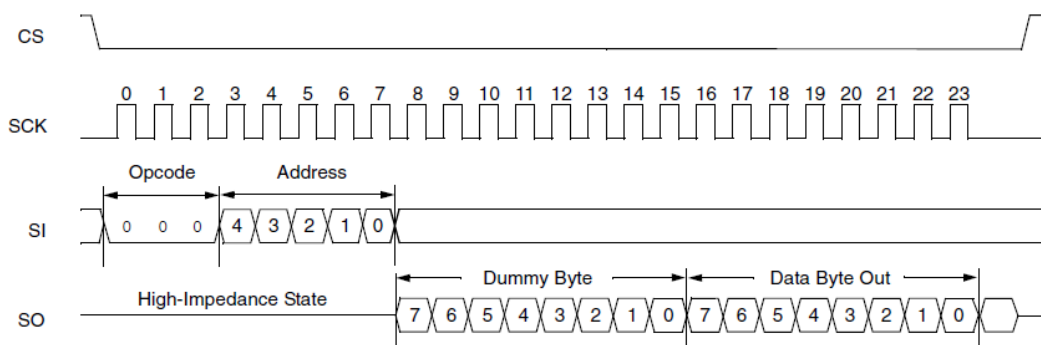 CS
0 1 2 3 4 5 6 7 8 9 10 11 12 13 14 15 16 17 18 19 20 21 22 23
SCK
Opcode Address
SI 0 0 0 4 3 2 1 0
Dummy Byte Data Byte Out
High-Impedance State
SO 7 6 5 4 3 2 1 0 7 6 5 4 3 2 1 0